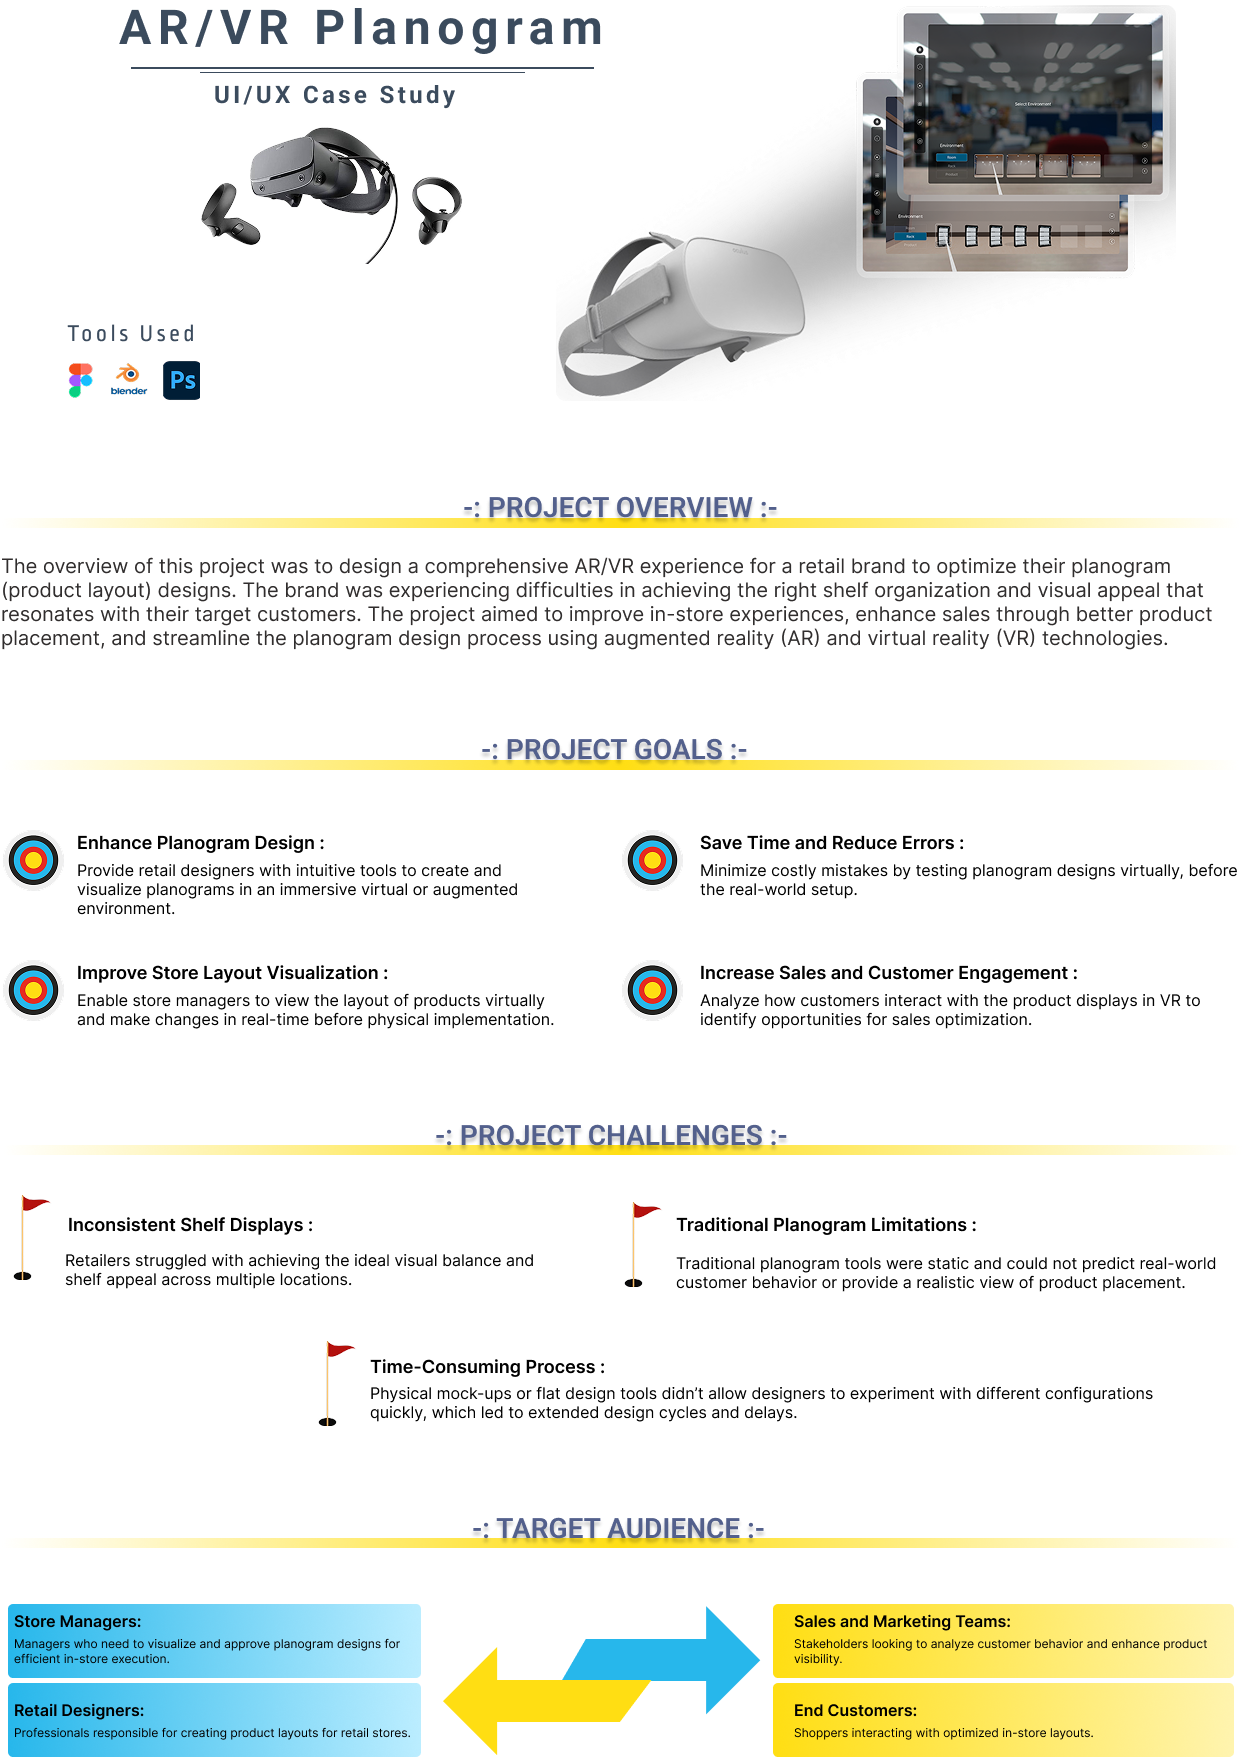 AR/VR Planogram
UI/UX Case Study
Select Environment
Environment
Room
Rack
Product
Environment
Rack
Product
Tools Used
blender
Ps
-: PROJECT OVERVIEW :-
The overview of this project was to design a comprehensive AR/VR experience for a retail brand to optimize their planogram
(product layout) designs. The brand was experiencing difficulties in achieving the right shelf organization and visual appeal that
resonates with their target customers. The project aimed to improve in-store experiences, enhance sales through better product
placement, and streamline the planogram design process using augmented reality (AR) and virtual reality (VR) technologies.
-: PROJECT GOALS :-
Enhance Planogram Design :
Provide retail designers with intuitive tools to create and
visualize planograms in an immersive virtual or augmented
environment.
Save Time and Reduce Errors :
Minimize costly mistakes by testing planogram designs virtually, before
the real-world setup.
Improve Store Layout Visualization :
Enable store managers to view the layout of products virtually
and make changes in real-time before physical implementation.
Increase Sales and Customer Engagement :
Analyze how customers interact with the product displays in VR to
identify opportunities for sales optimization.
-: PROJECT CHALLENGES :-
Inconsistent Shelf Displays :
Retailers struggled with achieving the ideal visual balance and
shelf appeal across multiple locations.
Traditional Planogram Limitations :
Traditional planogram tools were static and could not predict real-world
customer behavior or provide a realistic view of product placement.
Time-Consuming Process :
Physical mock-ups or flat design tools didn’t allow designers to experiment with different configurations
quickly, which led to extended design cycles and delays.
-: TARGET AUDIENCE :-
Store Managers:
Managers who need to visualize and approve planogram designs for
efficient in-store execution.
Retail Designers:
Professionals responsible for creating product layouts for retail stores.
Sales and Marketing Teams:
Stakeholders looking to analyze customer behavior and enhance product
visibility.
End Customers:
Shoppers interacting with optimized in-store layouts.